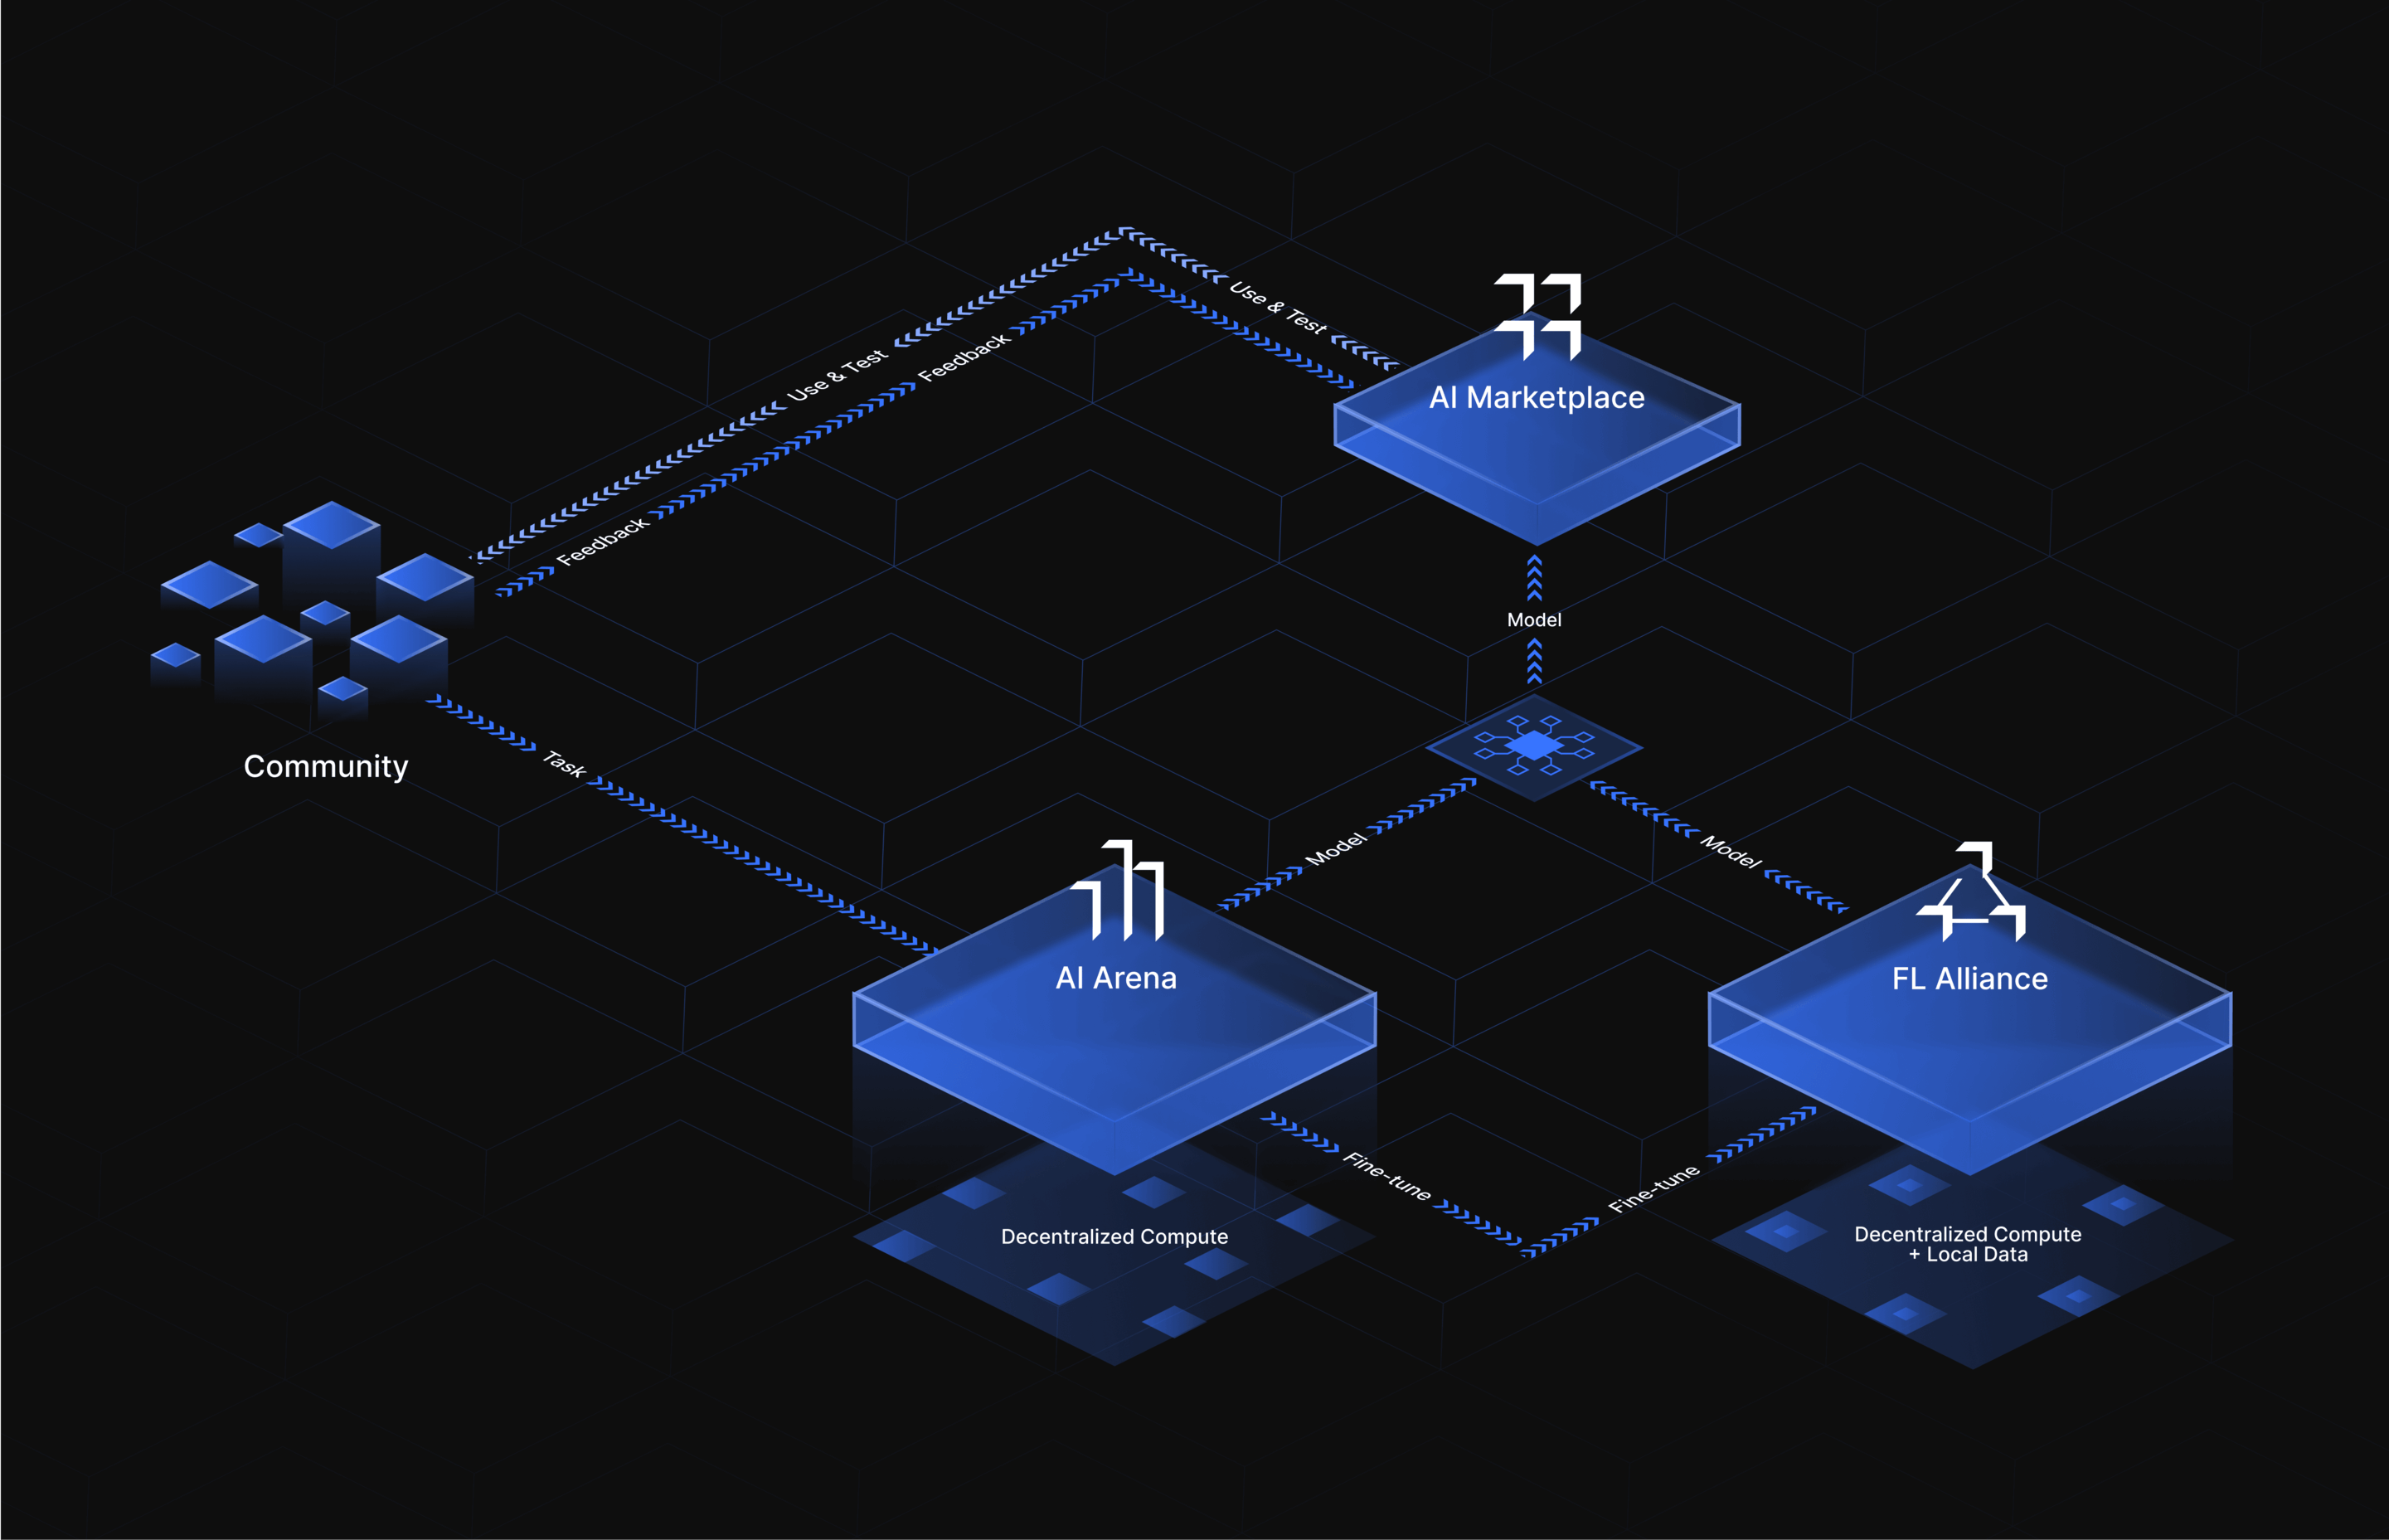 Use & Test
Use & Test
Feedback
Feedback
AI Marketplace
Model
Community
Task
Model
Model
AI Arena
FL Alliance
Fine-tune
Fine-tune
Decentralized Compute
Decentralized Compute
+ Local Data